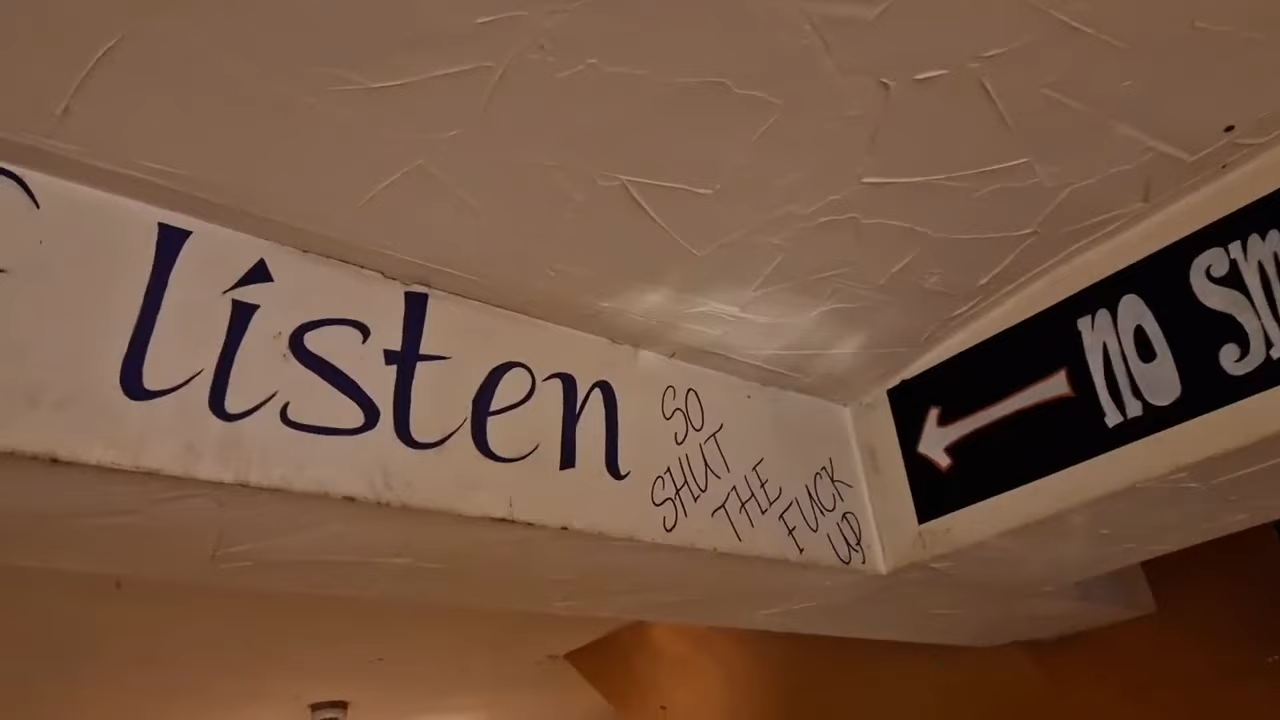 listen
SO
SHUT
THE
FUCK
UP
no sm